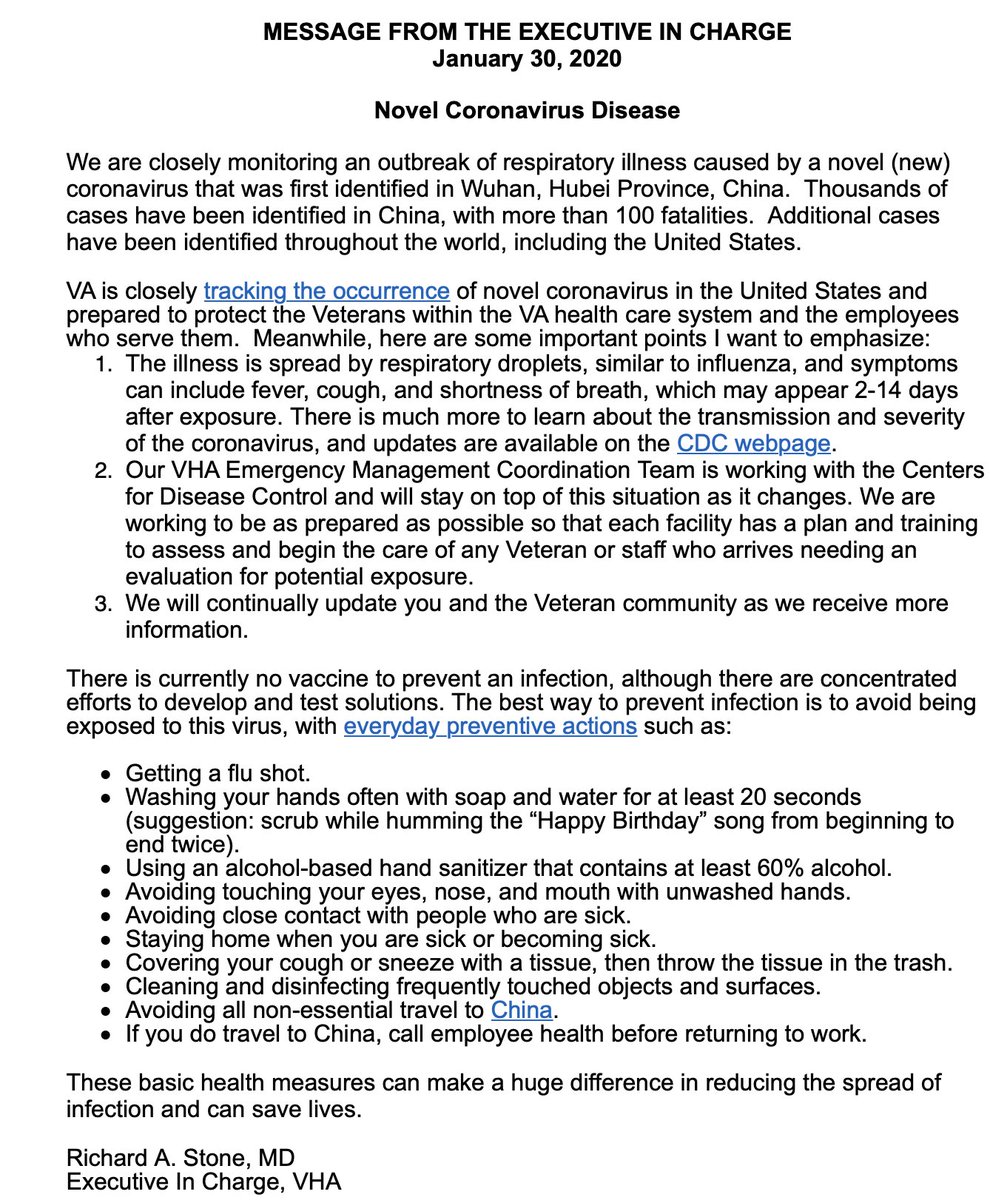 MESSAGE FROM THE EXECUTIVE IN CHARGE
January 30, 2020
Novel Coronavirus Disease
We are closely monitoring an outbreak of respiratory illness caused by a novel (new)
coronavirus that was first identified in Wuhan, Hubei Province, China.  Thousands of
cases have been identified in China, with more than 100 fatalities.  Additional cases
have been identified throughout the world, including the United States.
VA is closely tracking the occurrence of novel coronavirus in the United States and
prepared to protect the Veterans within the VA health care system and the employees
who serve them.  Meanwhile, here are some important points I want to emphasize:
1. The illness is spread by respiratory droplets, similar to influenza, and symptoms
can include fever, cough, and shortness of breath, which may appear 2-14 days
after exposure. There is much more to learn about the transmission and severity
of the coronavirus, and updates are available on the CDC webpage.
2. Our VHA Emergency Management Coordination Team is working with the Centers
for Disease Control and will stay on top of this situation as it changes. We are
working to be as prepared as possible so that each facility has a plan and training
to assess and begin the care of any Veteran or staff who arrives needing an
evaluation for potential exposure.
3. We will continually update you and the Veteran community as we receive more
information.
There is currently no vaccine to prevent an infection, although there are concentrated
efforts to develop and test solutions. The best way to prevent infection is to avoid being
exposed to this virus, with everyday preventive actions such as:
• Getting a flu shot.
• Washing your hands often with soap and water for at least 20 seconds
(suggestion: scrub while humming the “Happy Birthday” song from beginning to
end twice).
• Using an alcohol-based hand sanitizer that contains at least 60% alcohol.
• Avoiding touching your eyes, nose, and mouth with unwashed hands.
• Avoiding close contact with people who are sick.
• Staying home when you are sick or becoming sick.
• Covering your cough or sneeze with a tissue, then throw the tissue in the trash.
• Cleaning and disinfecting frequently touched objects and surfaces.
• Avoiding all non-essential travel to China.
• If you do travel to China, call employee health before returning to work.
These basic health measures can make a huge difference in reducing the spread of
infection and can save lives.
Richard A. Stone, MD
Executive In Charge, VHA